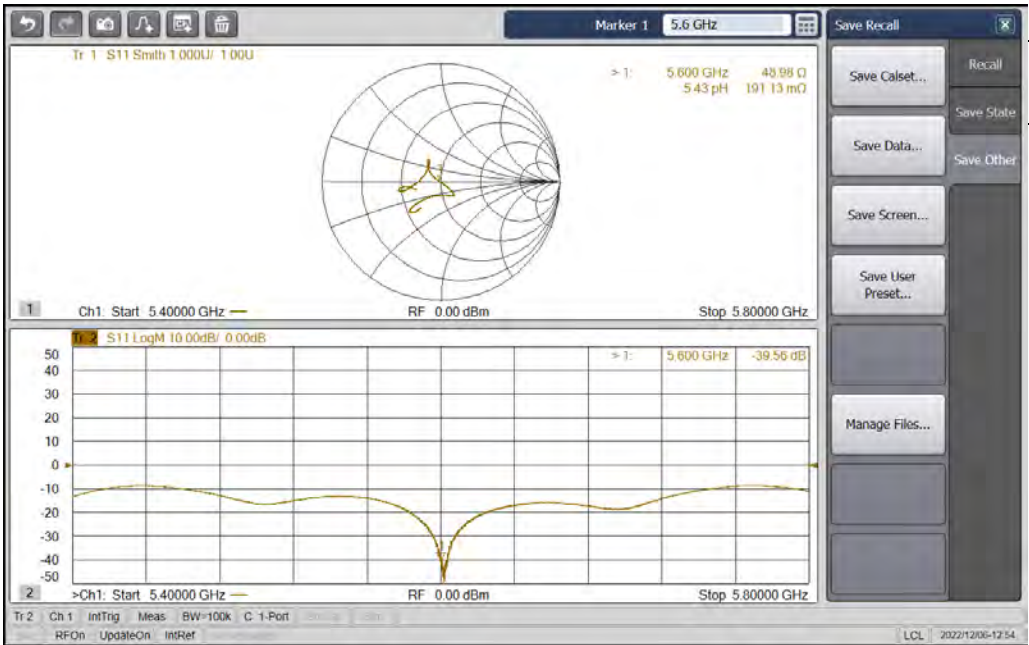 Marker 1 5.6 GHz
Save Recall
Tr 1 S11 Smith 1.000U/ 1.00U
> 1: 5.600 GHz 48.98 Ω
5.43 pH 191.13 mΩ
Ch1: Start 5.40000 GHz
RF 0.00 dBm
Stop 5.80000 GHz
1
Tr 2 S11 LogM 10.00dB/ 0.00dB
> 1: 5.600 GHz -39.56 dB
50
40
30
20
10
0
-10
-20
-30
-40
-50
2
>Ch1: Start 5.40000 GHz
RF 0.00 dBm
Stop 5.80000 GHz
Save Calset...
Save Data...
Save Screen...
Save User
Preset...
Manage Files...
Recall
Save State
Save Other
Tr 2 Ch 1 IntTrig Meas BW=100k C 1-Port
RFOn UpdateOn IntRef
LCL 2022/12/06-12:54